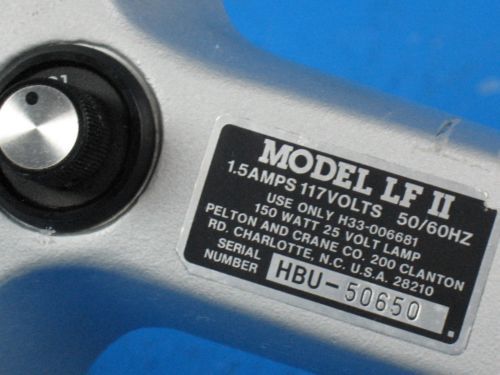 MODEL LF II
1.5AMPS 117VOLTS 50/60HZ
USE ONLY H33-006681
150 WATT 25 VOLT LAMP
PELTON AND CRANE CO. 200 CLANTON
RD. CHARLOTTE, N.C. U.S.A. 28210
SERIAL
NUMBER HBU-50650